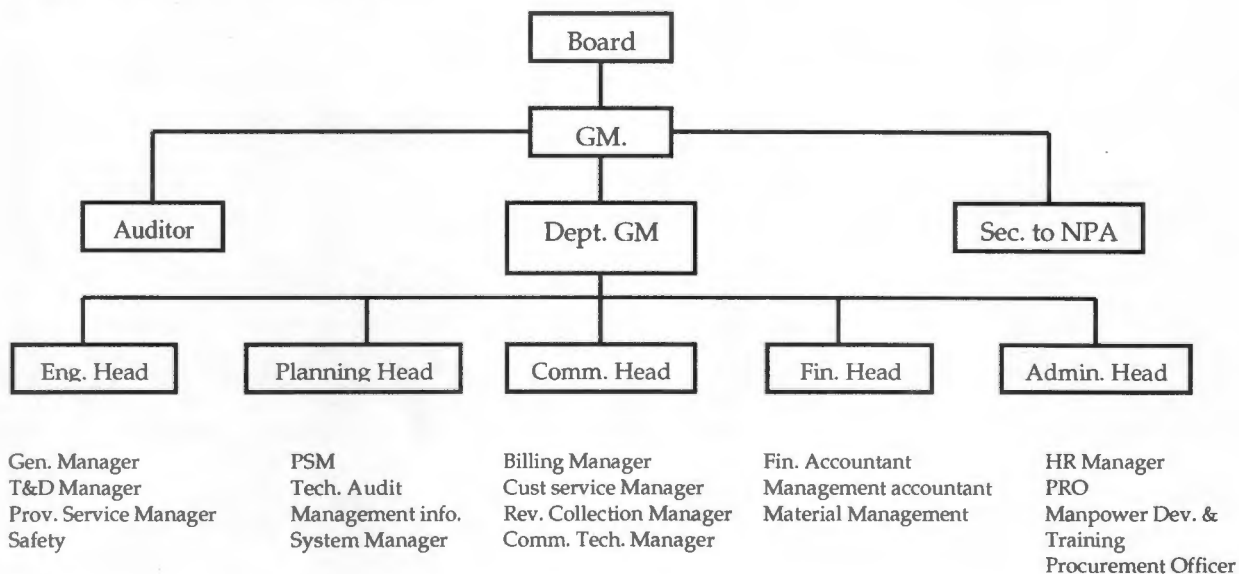 Board
GM.
Auditor
Dept. GM
Sec. to NPA
Eng. Head
Planning Head
Comm. Head
Fin. Head
Admin. Head
Gen. Manager
T&D Manager
Prov. Service Manager
Safety
PSM
Tech. Audit
Management info.
System Manager
Billing Manager
Cust service Manager
Rev. Collection Manager
Comm. Tech. Manager
Fin. Accountant
Management accountant
Material Management
HR Manager
PRO
Manpower Dev. &
Training
Procurement Officer